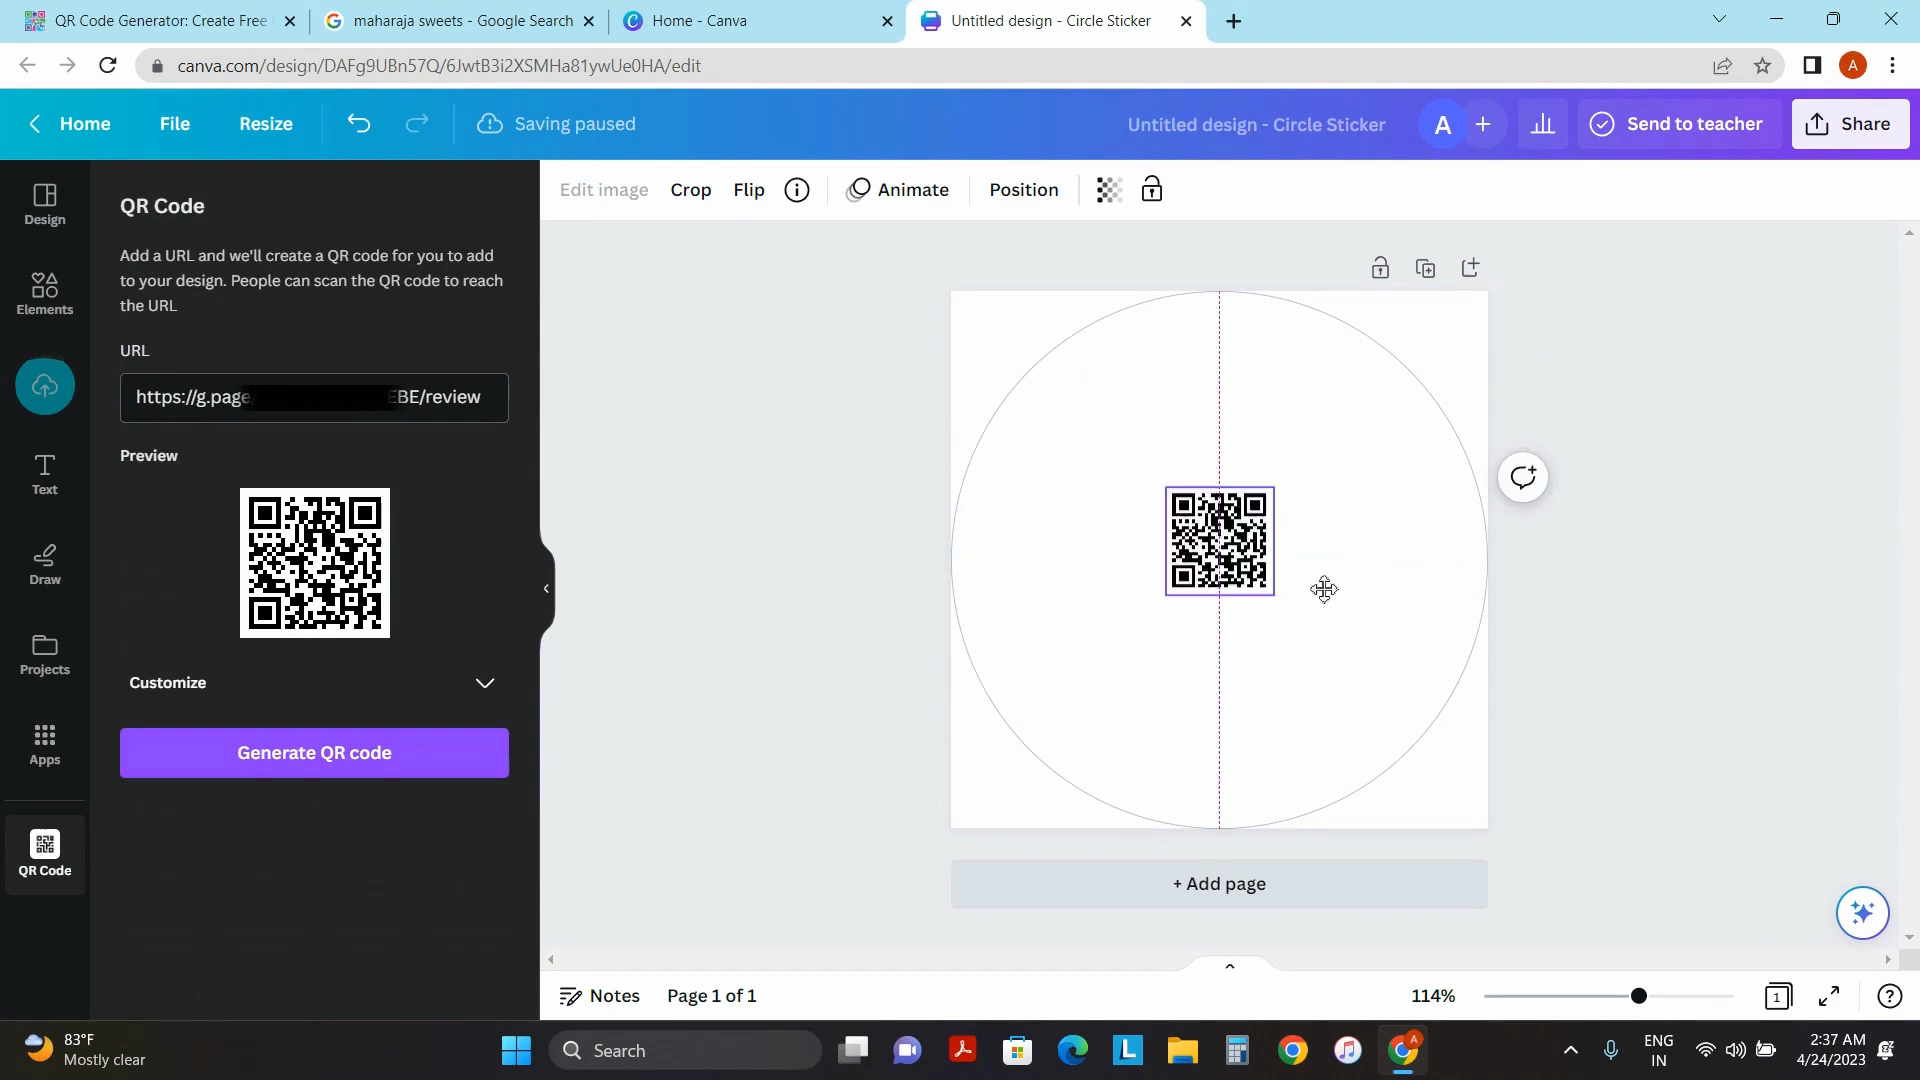 QR Code Generator: Create Free
maharaja sweets - Google Search
Home - Canva
Untitled design - Circle Sticker
canva.com/design/DAFg9UBn57Q/6JwtB3i2XSMHa81ywUe0HA/edit
A
Home
File
Resize
Saving paused
Untitled design - Circle Sticker
A
Send to teacher
Share
Design
Elements
Text
Draw
Projects
Apps
QR Code
QR Code
Add a URL and we'll create a QR code for you to add
to your design. People can scan the QR code to reach
the URL
URL
https://g.page/ EBE/review
Preview
Customize
Generate QR code
Edit image
Crop
Flip
Animate
Position
+ Add page
Notes
Page 1 of 1
114%
1
83°F
Mostly clear
Search
L
A
ENG
IN
2:37 AM
4/24/2023